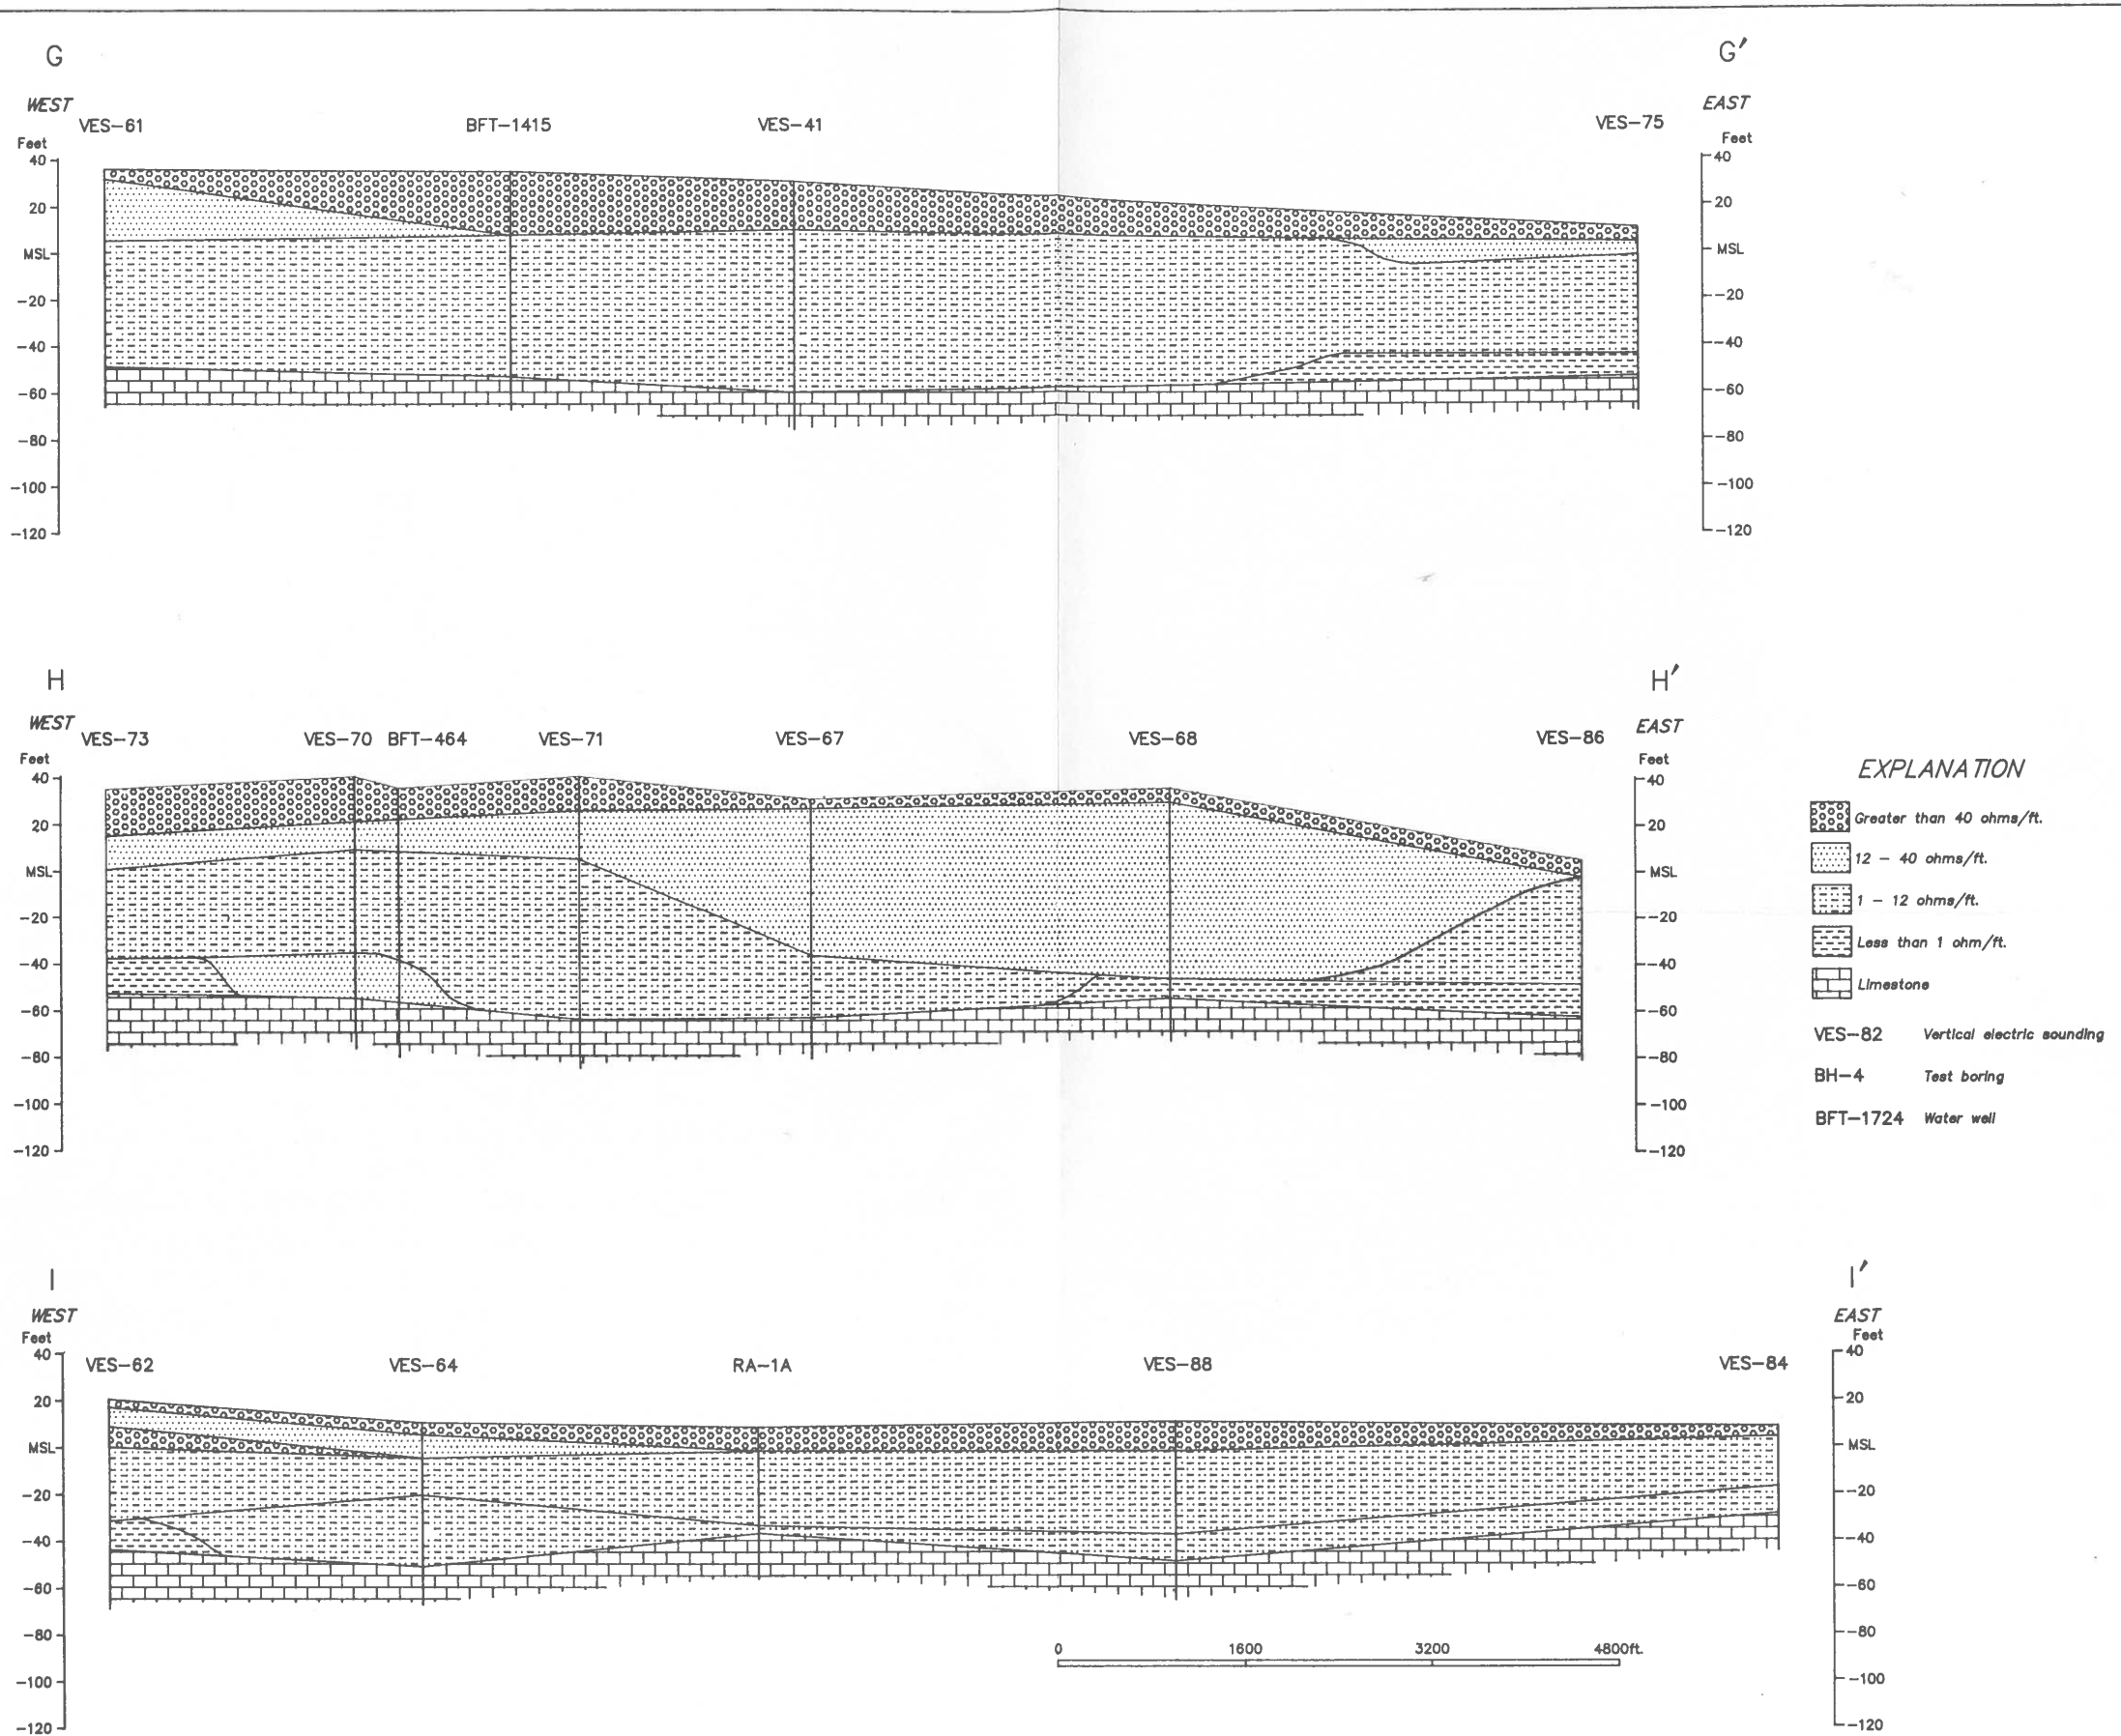 G G′
WEST EAST
VES-61 BFT-1415 VES-41 VES-75
Feet Feet
40 40
20 20
MSL MSL
-20 -20
-40 -40
-60 -60
-80 -80
-100 -100
-120 -120
H H′
WEST EAST
VES-73 VES-70 BFT-464 VES-71 VES-67 VES-68 VES-86
Feet Feet
40 40
20 20
MSL MSL
-20 -20
-40 -40
-60 -60
-80 -80
-100 -100
-120 -120
EXPLANATION
Greater than 40 ohms/ft.
12 - 40 ohms/ft.
1 - 12 ohms/ft.
Less than 1 ohm/ft.
Limestone
VES-82 Vertical electric sounding
BH-4 Test boring
BFT-1724 Water well
I I′
WEST EAST
Feet Feet
VES-62 VES-64 RA-1A VES-88 VES-84
40 40
20 20
MSL MSL
-20 -20
-40 -40
-60 -60
-80 -80
-100 -100
-120 -120
0 1600 3200 4800ft.